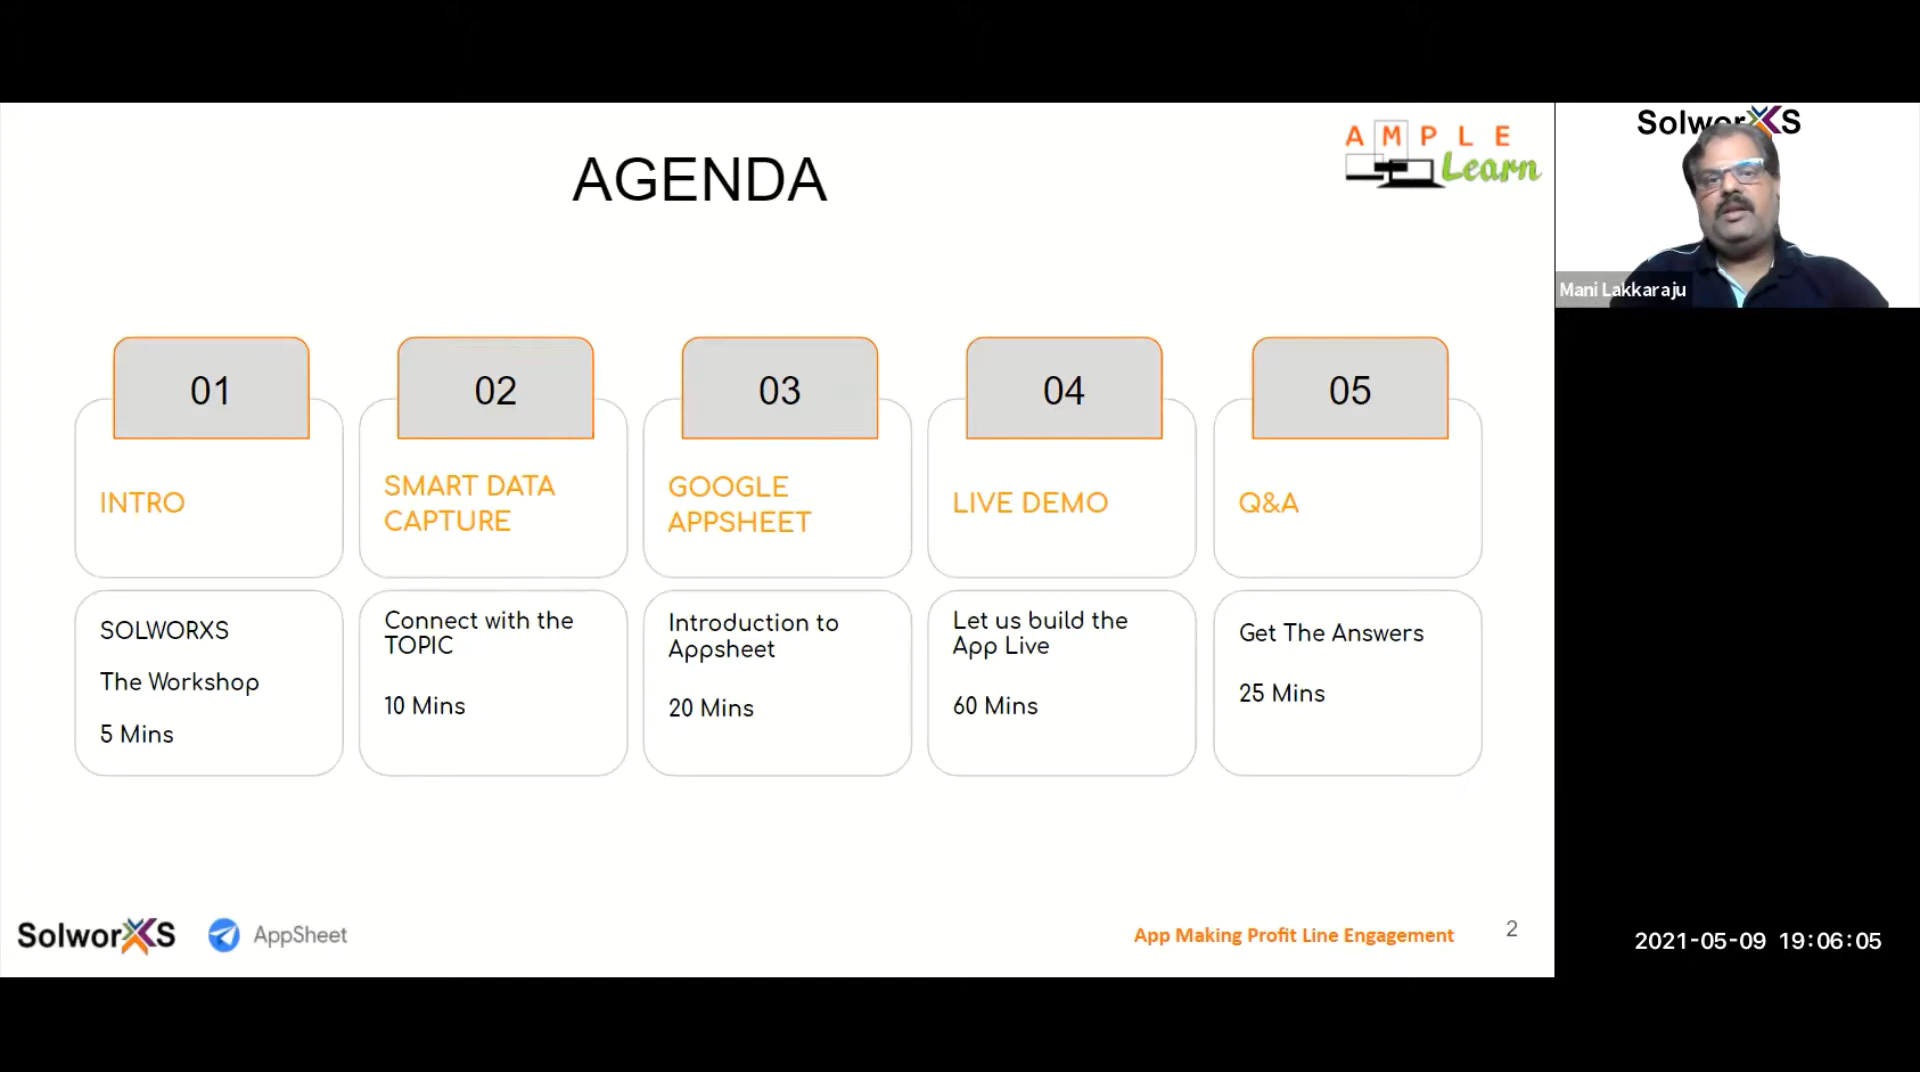 AGENDA
AMPLE
Learn
SolworXS
Mani Lakkaraju
01
02
03
04
05
INTRO
SMART DATA
CAPTURE
GOOGLE
APPSHEET
LIVE DEMO
Q&A
SOLWORXS
The Workshop
5 Mins
Connect with the
TOPIC
10 Mins
Introduction to
Appsheet
20 Mins
Let us build the
App Live
60 Mins
Get The Answers
25 Mins
SolworXS
AppSheet
App Making Profit Line Engagement
2
2021-05-09 19:06:05